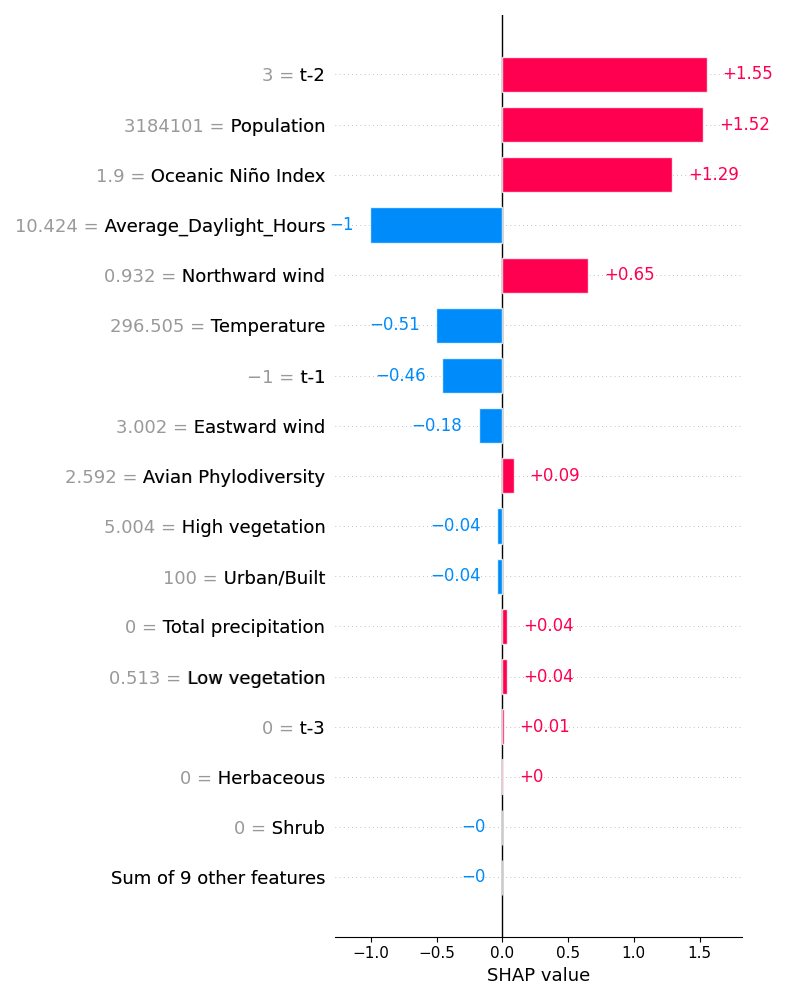 3 = t-2 +1.55
3184101 = Population +1.52
1.9 = Oceanic Niño Index +1.29
10.424 = Average_Daylight_Hours −1
0.932 = Northward wind +0.65
296.505 = Temperature −0.51
−1 = t-1 −0.46
3.002 = Eastward wind −0.18
2.592 = Avian Phylodiversity +0.09
5.004 = High vegetation −0.04
100 = Urban/Built −0.04
0 = Total precipitation +0.04
0.513 = Low vegetation +0.04
0 = t-3 +0.01
0 = Herbaceous +0
0 = Shrub −0
Sum of 9 other features −0
−1.0 −0.5 0.0 0.5 1.0 1.5
SHAP value